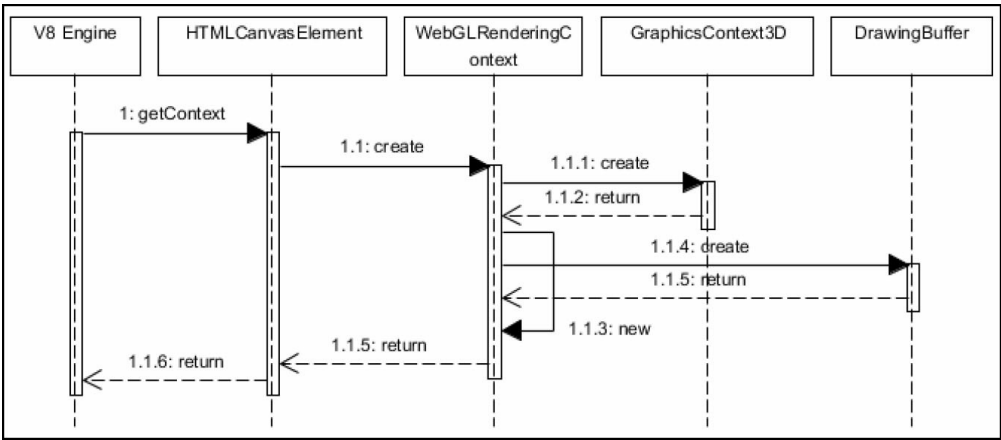 V8 Engine
HTMLCanvasElement
WebGLRenderingC
ontext
GraphicsContext3D
DrawingBuffer
1: getContext
1.1: create
1.1.1: create
1.1.2: return
1.1.4: create
1.1.5: return
1.1.3: new
1.1.5: return
1.1.6: return